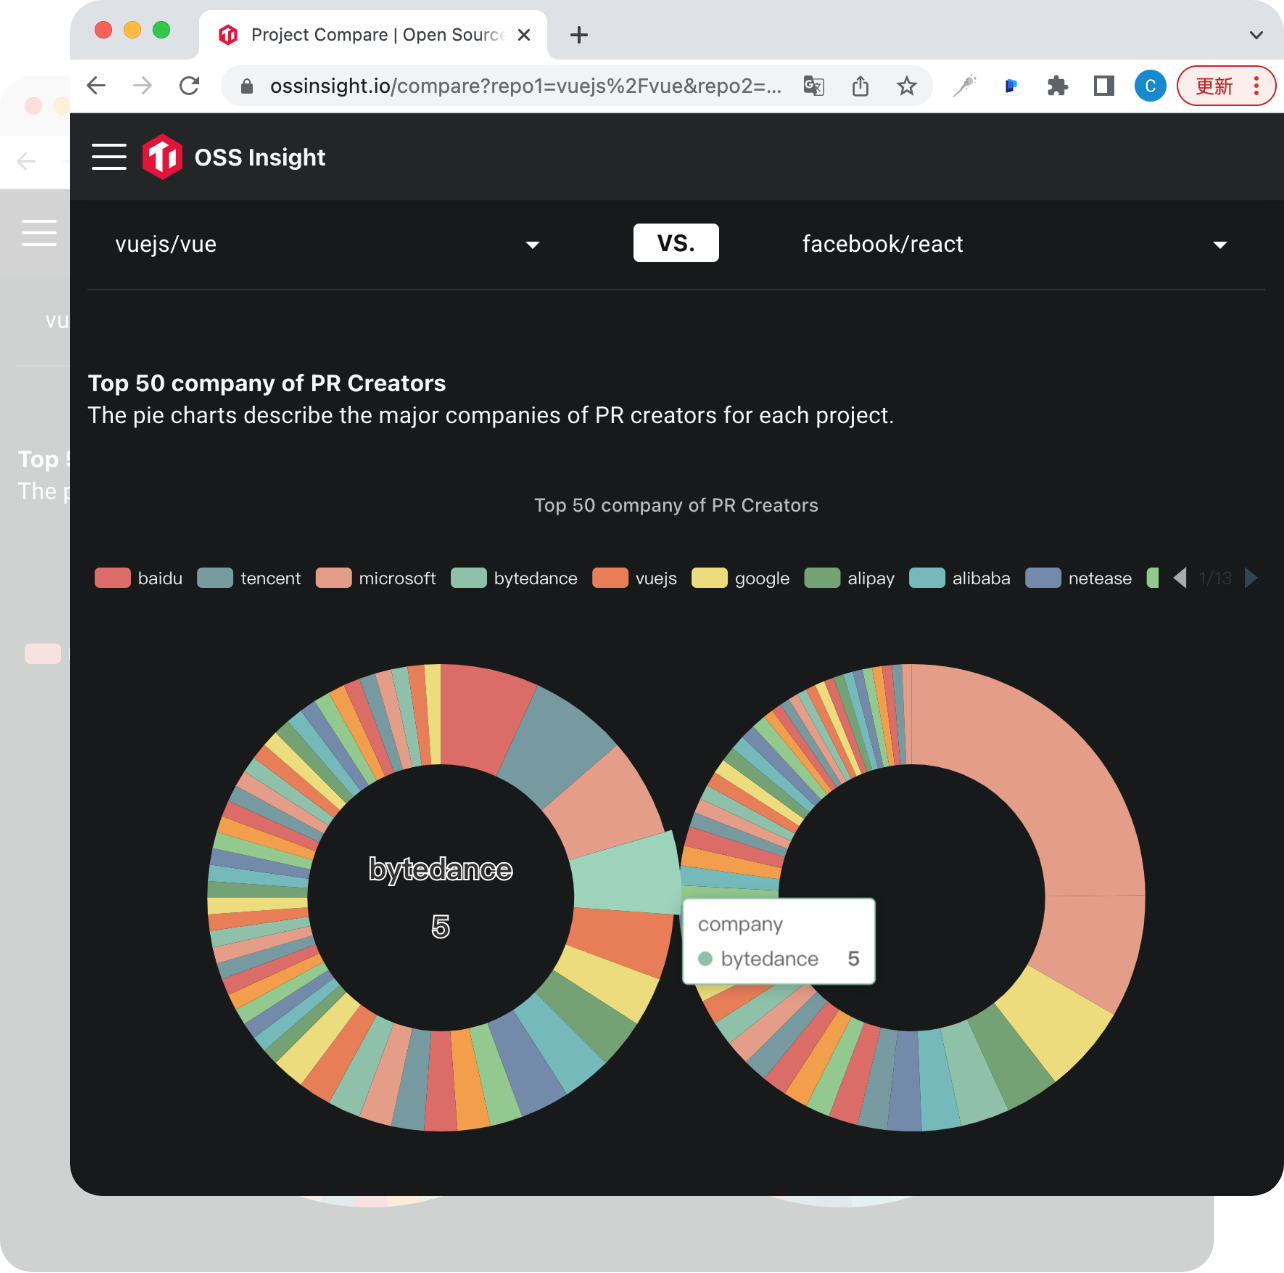 Project Compare | Open Source
ossinsight.io/compare?repo1=vuejs%2Fvue&repo2=...
C
更新
OSS Insight
vuejs/vue
VS.
facebook/react
vu
Top 50 company of PR Creators
The pie charts describe the major companies of PR creators for each project.
Top 5
The p
Top 50 company of PR Creators
baidu tencent microsoft bytedance vuejs google alipay alibaba netease 1/13
bytedance
5
company
bytedance 5